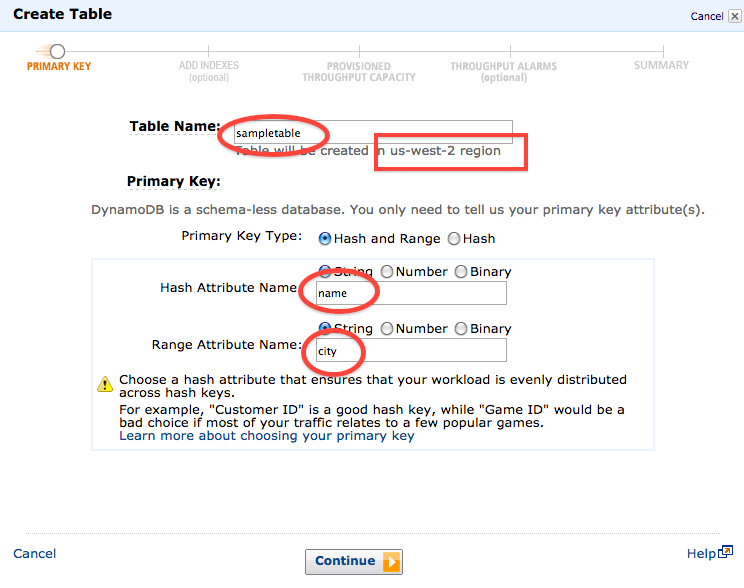 Create Table
Cancel
PRIMARY KEY
ADD INDEXES
(optional)
PROVISIONED
THROUGHPUT CAPACITY
THROUGHPUT ALARMS
(optional)
SUMMARY
Table Name:
sampletable
Table will be created in us-west-2 region
Primary Key:
DynamoDB is a schema-less database. You only need to tell us your primary key attribute(s).
Primary Key Type:
Hash and Range Hash
String Number Binary
Hash Attribute Name:
name
String Number Binary
Range Attribute Name:
city
Choose a hash attribute that ensures that your workload is evenly distributed
across hash keys.
For example, "Customer ID" is a good hash key, while "Game ID" would be a
bad choice if most of your traffic relates to a few popular games.
Learn more about choosing your primary key
Cancel
Continue
Help